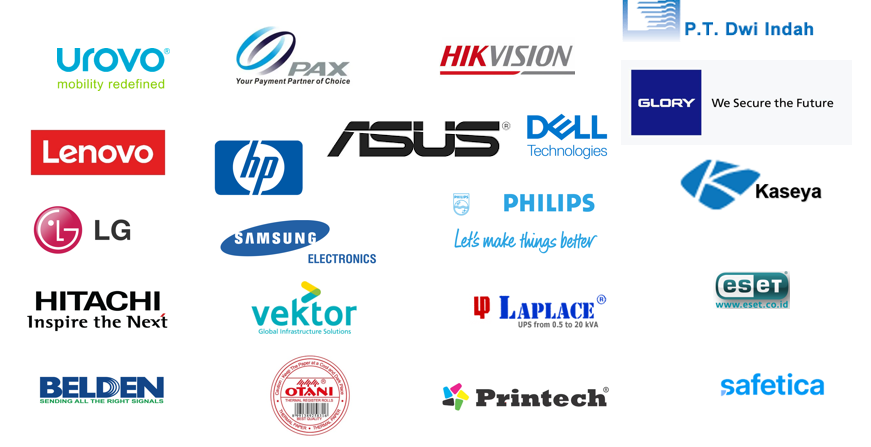 urovo®
mobility redefined
PAX
Your Payment Partner of Choice
HIKVISION
P.T. Dwi Indah
GLORY
We Secure the Future
Lenovo
hp
ASUS®
DELL
Technologies
Kaseya
LG
SAMSUNG
ELECTRONICS
PHILIPS
PHILIPS
Let's make things better
HITACHI
Inspire the Next
vektor
Global Infrastructure Solutions
LAPLACE®
UPS from 0.5 to 20 kVA
eseT
www.eset.co.id
BELDEN
SENDING ALL THE RIGHT SIGNALS
OTANI
THERMAL REGISTER ROLLS
THERMAL PAPER
Printech®
safetica